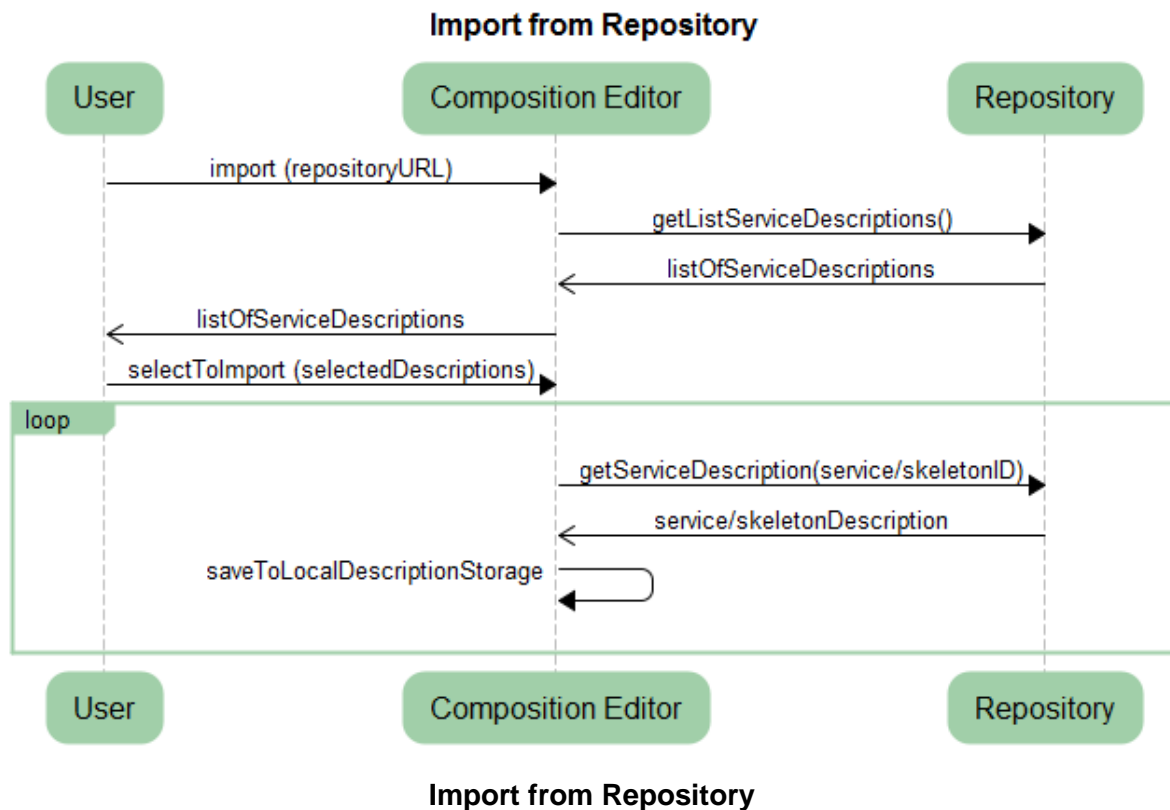 Import from Repository
User
Composition Editor
Repository
import (repositoryURL)
getListServiceDescriptions()
listOfServiceDescriptions
listOfServiceDescriptions
selectToImport (selectedDescriptions)
loop
getServiceDescription(service/skeletonID)
service/skeletonDescription
saveToLocalDescriptionStorage
User
Composition Editor
Repository
Import from Repository